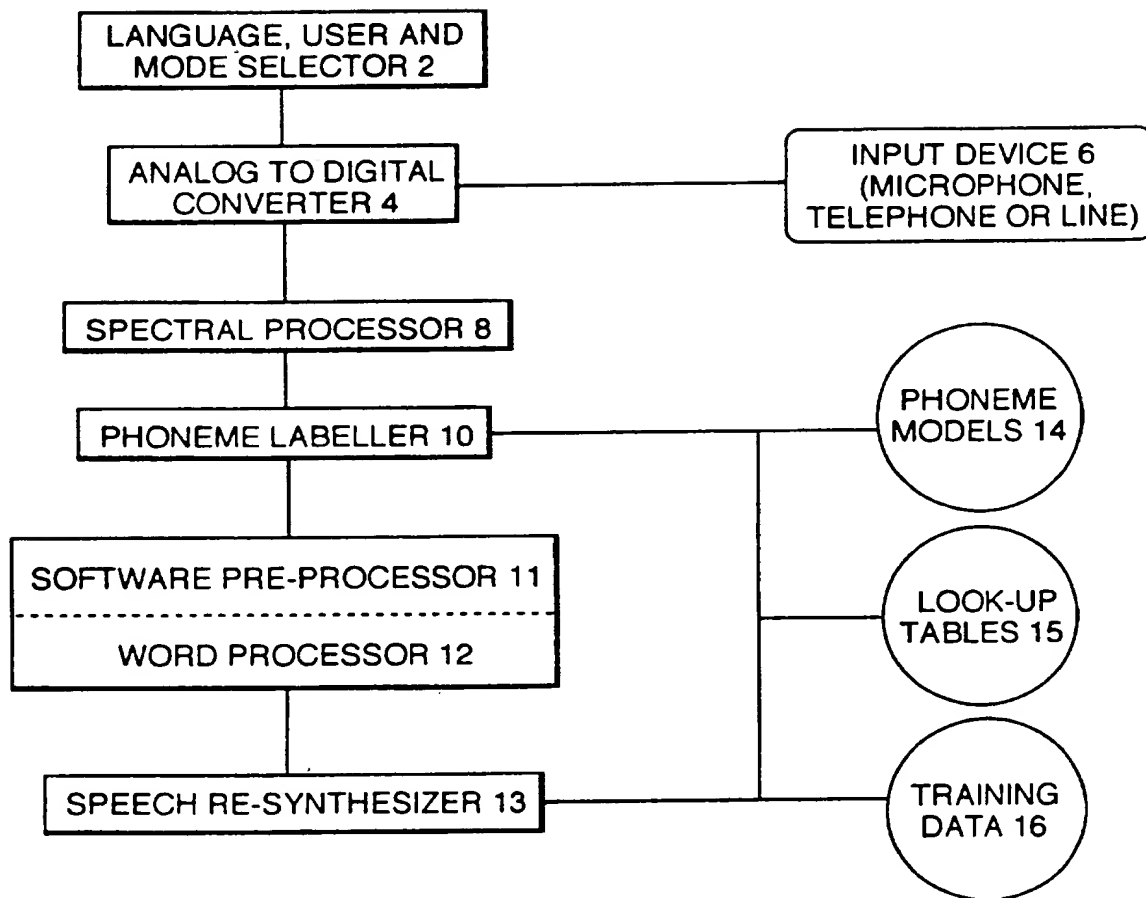 LANGUAGE, USER AND
MODE SELECTOR 2
ANALOG TO DIGITAL
CONVERTER 4
INPUT DEVICE 6
(MICROPHONE,
TELEPHONE OR LINE)
SPECTRAL PROCESSOR 8
PHONEME LABELLER 10
PHONEME
MODELS 14
SOFTWARE PRE-PROCESSOR 11
WORD PROCESSOR 12
LOOK-UP
TABLES 15
SPEECH RE-SYNTHESIZER 13
TRAINING
DATA 16